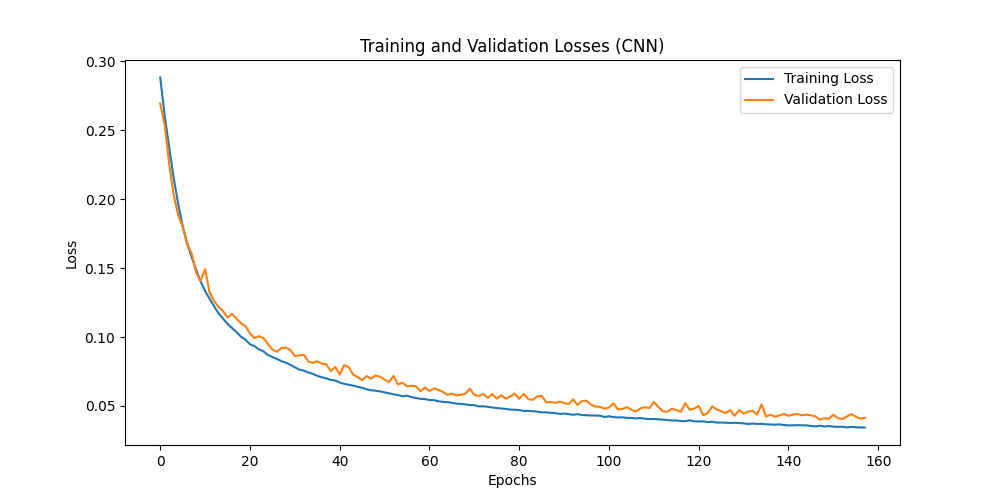 Training and Validation Losses (CNN)
Training Loss
Validation Loss
0.30
0.25
0.20
0.15
0.10
0.05
Loss
0 20 40 60 80 100 120 140 160
Epochs